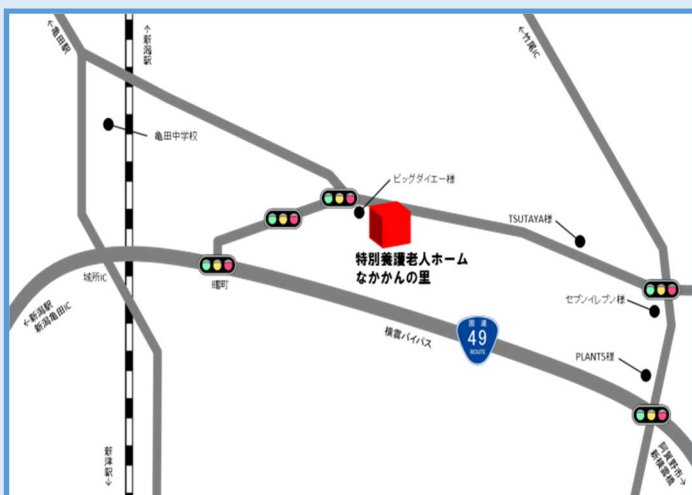 ←亀田駅
←新潟駅
←竹尾IC
亀田中学校
ビッグダイエー様
TSUTAYA様
特別養護老人ホーム
なかかんの里
城所IC
曙町
←新潟駅
新潟亀田IC
セブンイレブン様
国道
49
ROUTE
横雲バイパス
PLANT5様
新津駅→
阿賀野市
新横雲橋→